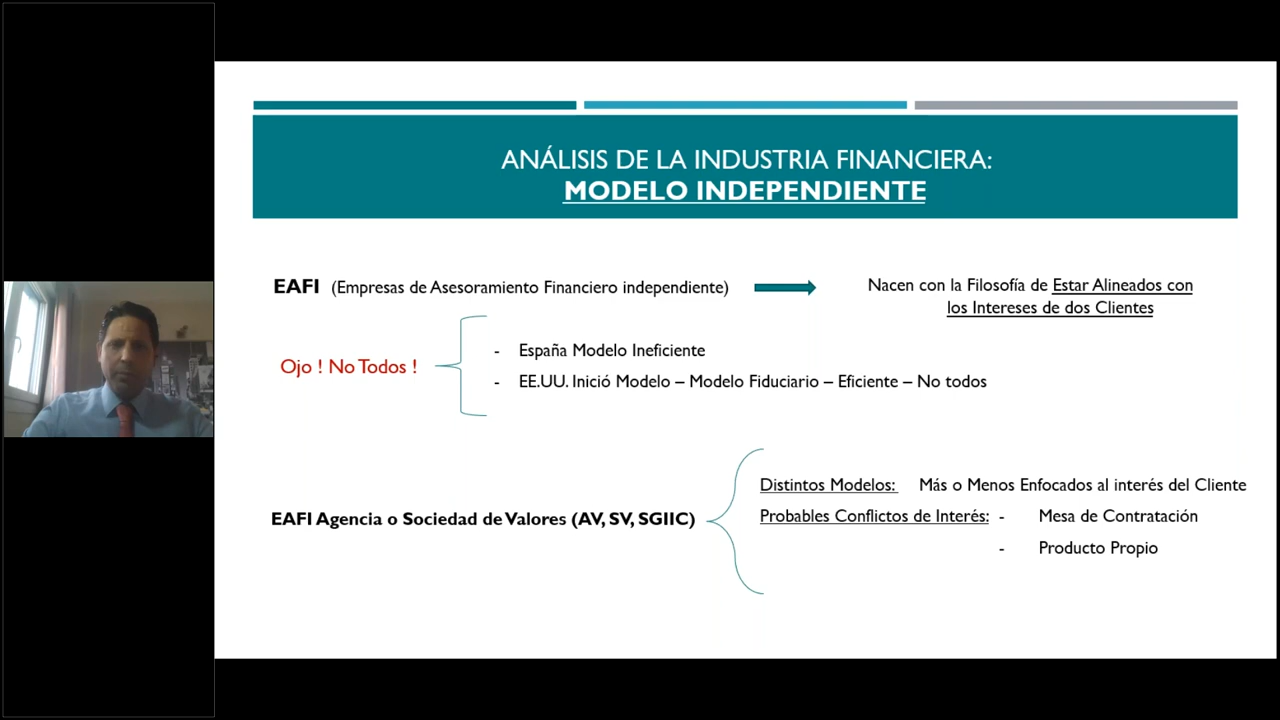 ANÁLISIS DE LA INDUSTRIA FINANCIERA:
MODELO INDEPENDIENTE
EAFI (Empresas de Asesoramiento Financiero independiente)
Nacen con la Filosofía de Estar Alineados con
los Intereses de dos Clientes
Ojo ! No Todos !
- España Modelo Ineficiente
- EE.UU. Inició Modelo – Modelo Fiduciario – Eficiente – No todos
EAFI Agencia o Sociedad de Valores (AV, SV, SGIIC)
Distintos Modelos: Más o Menos Enfocados al interés del Cliente
Probables Conflictos de Interés: - Mesa de Contratación
- Producto Propio